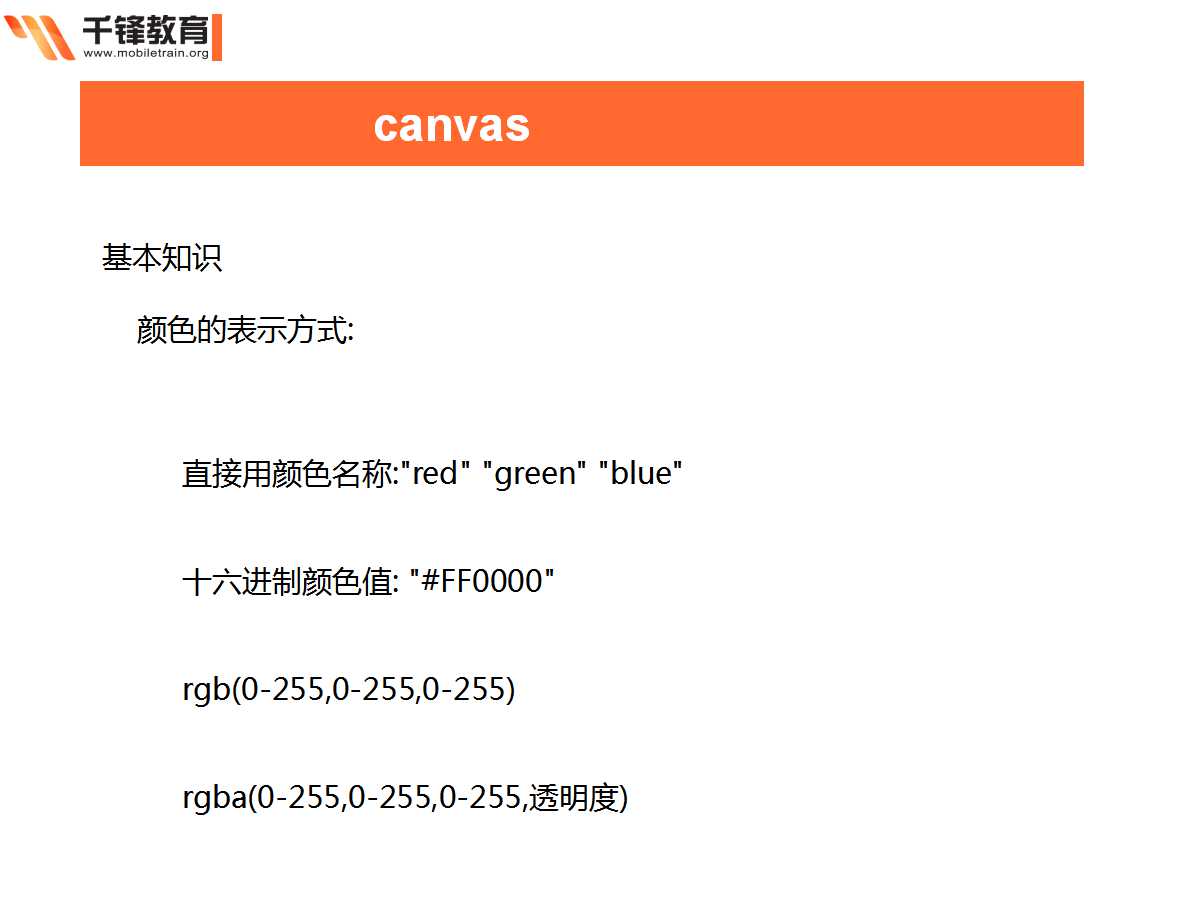 千锋教育
www.mobiletrain.org
canvas
基本知识
颜色的表示方式:
直接用颜色名称:"red" "green" "blue"
十六进制颜色值: "#FF0000"
rgb(0-255,0-255,0-255)
rgba(0-255,0-255,0-255,透明度)